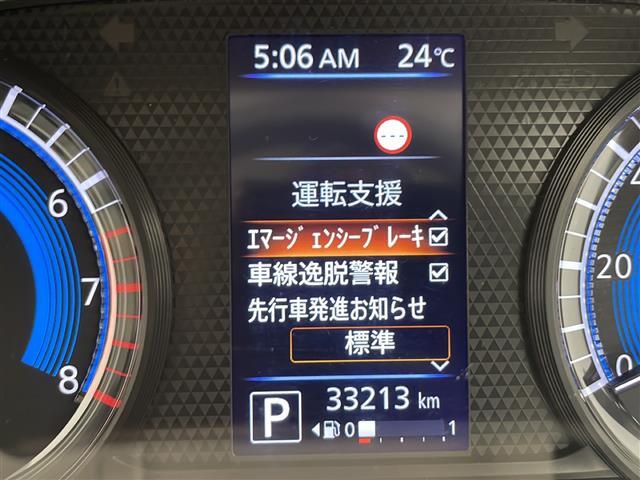 5:06 AM 24℃
---
運転支援
ｴﾏｰｼﾞｪﾝｼｰﾌﾞﾚｰｷ
車線逸脱警報
先行車発進お知らせ
標準
P 33213 km
0 1
6
7
8
20
0